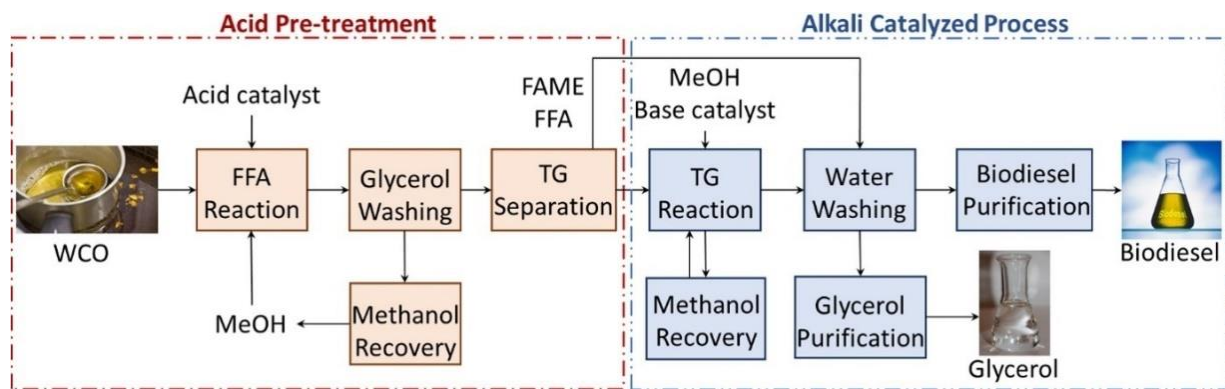 Acid Pre-treatment
Alkali Catalyzed Process
Acid catalyst
FAME
FFA
MeOH
Base catalyst
WCO
FFA
Reaction
Glycerol
Washing
TG
Separation
TG
Reaction
Water
Washing
Biodiesel
Purification
Biodiesel
MeOH
Methanol
Recovery
Methanol
Recovery
Glycerol
Purification
Glycerol